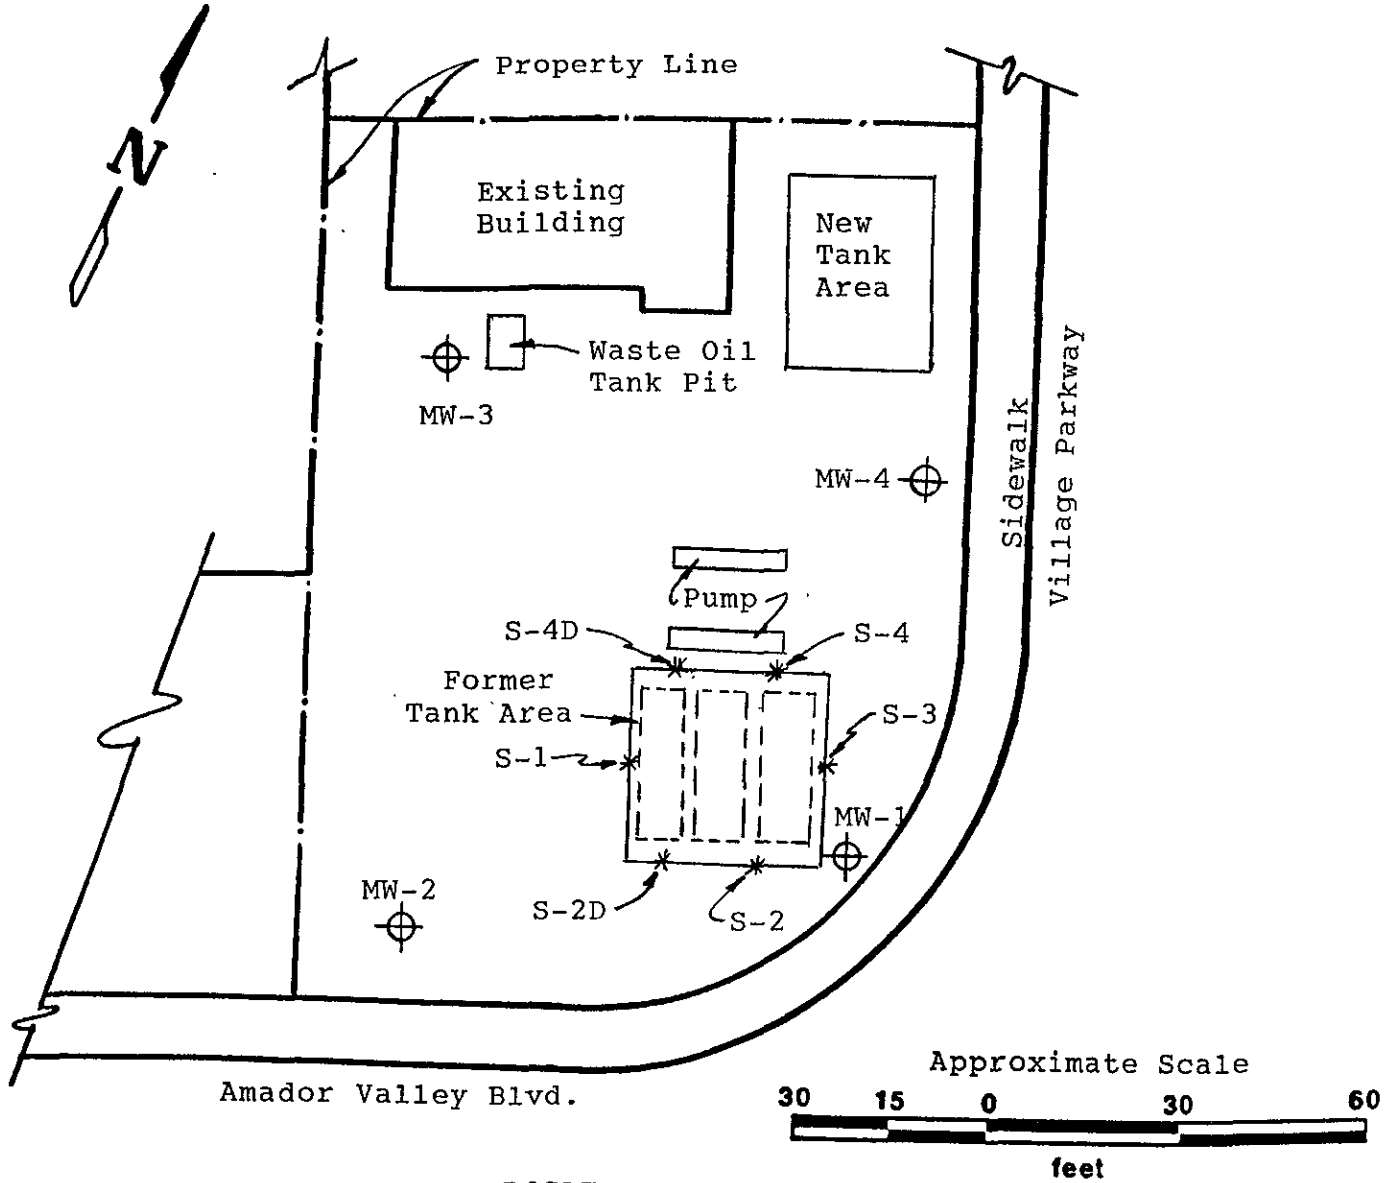 Property Line
N
Existing
Building
New
Tank
Area
Waste Oil
Tank Pit
MW-3
MW-4
Sidewalk
Village Parkway
Pump
S-4D
S-4
Former
Tank Area
S-3
S-1
MW-1
MW-2
S-2D
S-2
Amador Valley Blvd.
Approximate Scale
30 15 0 30 60
feet